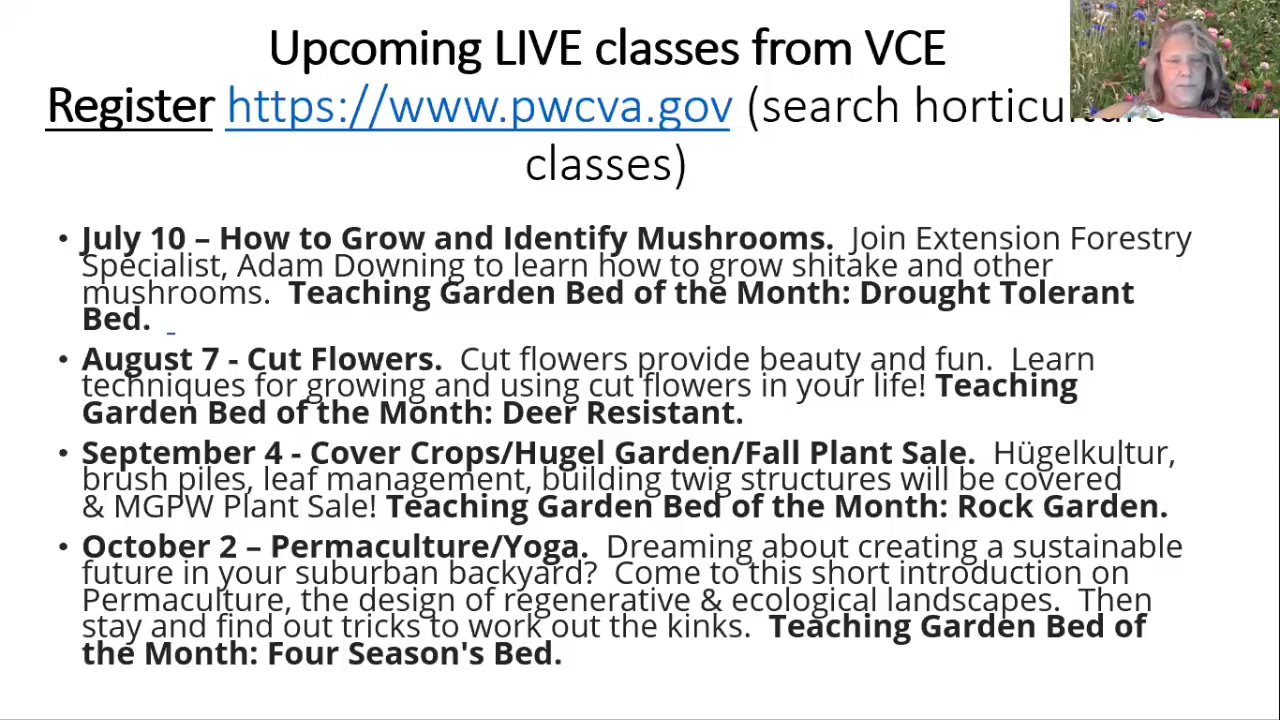 Upcoming LIVE classes from VCE
Register https://www.pwcva.gov (search horticulture
classes)
• July 10 – How to Grow and Identify Mushrooms. Join Extension Forestry
Specialist, Adam Downing to learn how to grow shitake and other
mushrooms. Teaching Garden Bed of the Month: Drought Tolerant
Bed.
• August 7 - Cut Flowers. Cut flowers provide beauty and fun. Learn
techniques for growing and using cut flowers in your life! Teaching
Garden Bed of the Month: Deer Resistant.
• September 4 - Cover Crops/Hugel Garden/Fall Plant Sale. Hügelkultur,
brush piles, leaf management, building twig structures will be covered
& MGPW Plant Sale! Teaching Garden Bed of the Month: Rock Garden.
• October 2 – Permaculture/Yoga. Dreaming about creating a sustainable
future in your suburban backyard? Come to this short introduction on
Permaculture, the design of regenerative & ecological landscapes. Then
stay and find out tricks to work out the kinks. Teaching Garden Bed of
the Month: Four Season's Bed.